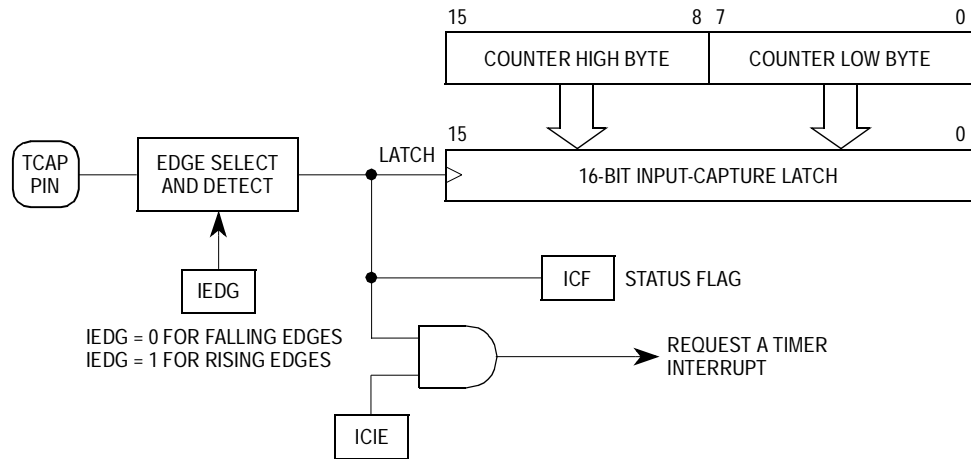 15 8 7 0
COUNTER HIGH BYTE COUNTER LOW BYTE
15 0
TCAP
PIN
EDGE SELECT
AND DETECT
LATCH
16-BIT INPUT-CAPTURE LATCH
IEDG
ICF STATUS FLAG
IEDG = 0 FOR FALLING EDGES
IEDG = 1 FOR RISING EDGES
REQUEST A TIMER
INTERRUPT
ICIE